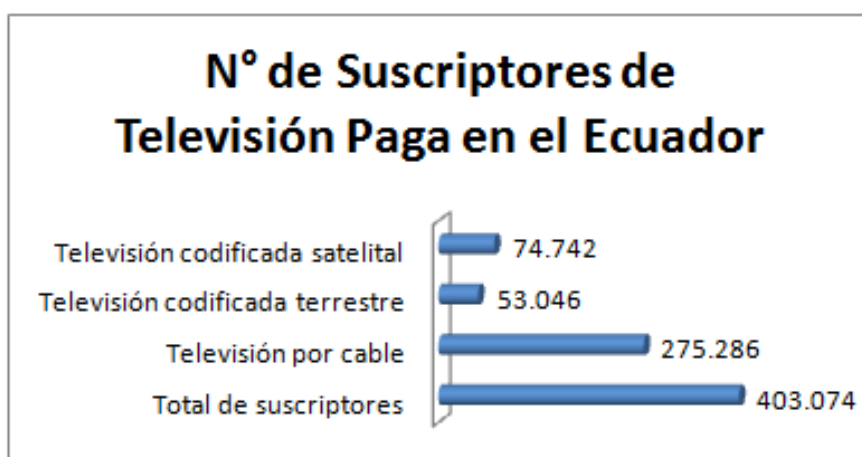 N° de Suscriptores de
Televisión Paga en el Ecuador
Televisión codificada satelital 74.742
Televisión codificada terrestre 53.046
Televisión por cable 275.286
Total de suscriptores 403.074